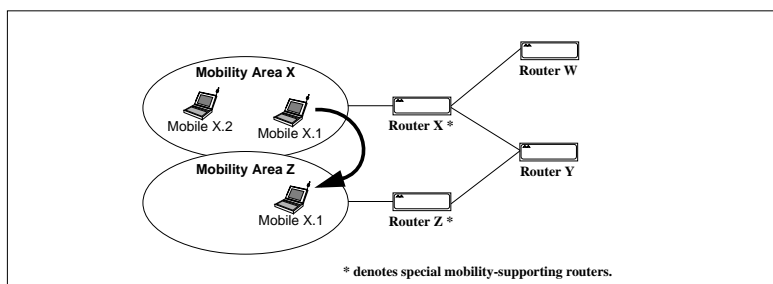 Mobility Area X
Router W
Mobile X.2
Mobile X.1
Router X *
Mobility Area Z
Router Y
Mobile X.1
Router Z *
* denotes special mobility-supporting routers.